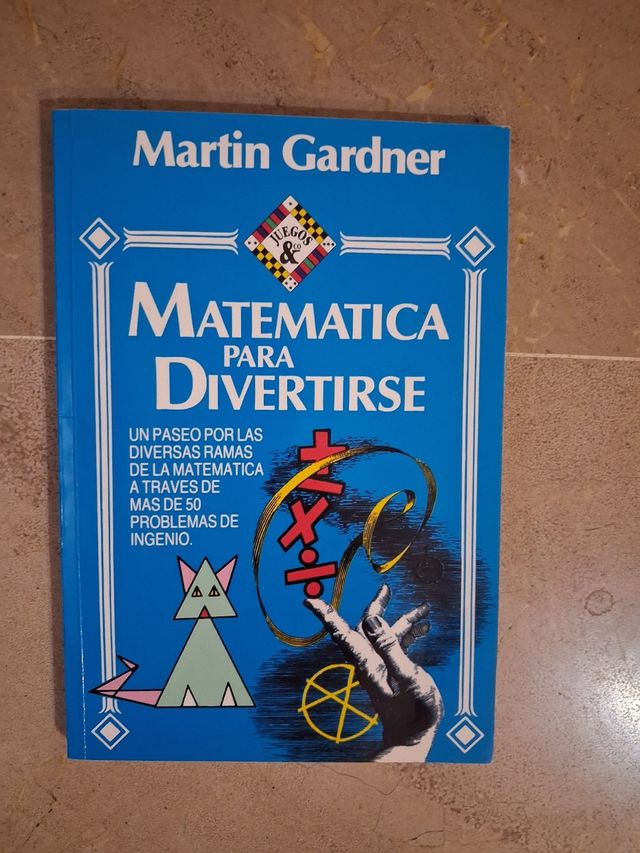 Martin Gardner
JUEGOS
& CO
MATEMATICA
PARA
DIVERTIRSE
UN PASEO POR LAS
DIVERSAS RAMAS
DE LA MATEMATICA
A TRAVES DE
MAS DE 50
PROBLEMAS DE
INGENIO.
± × ÷